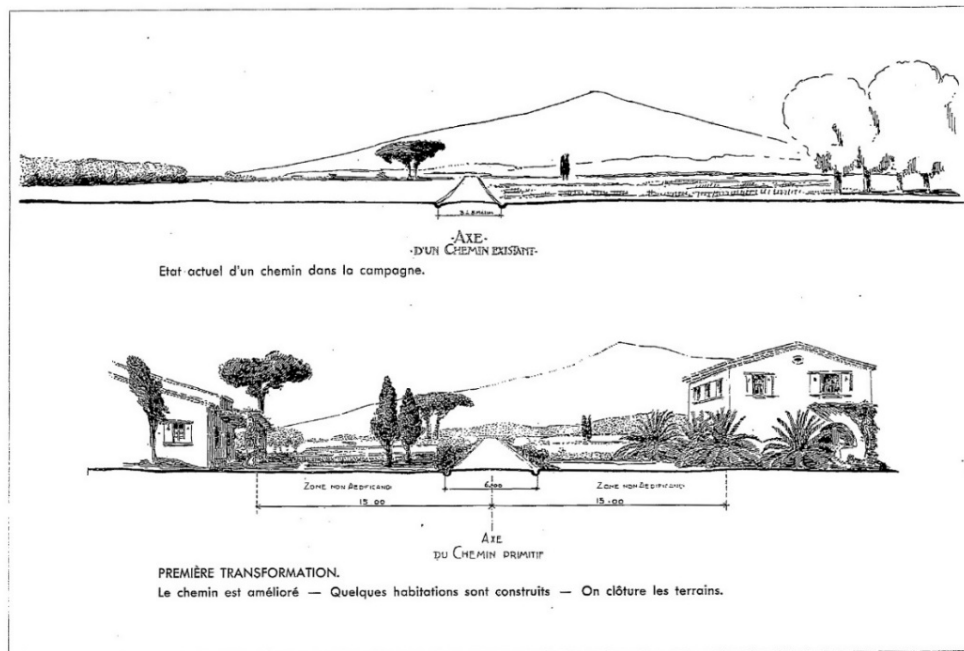 ·AXE·
·D'UN CHEMIN EXISTANT·
Etat actuel d'un chemin dans la campagne.
6.00
ZONE NON AEDIFICANDI
ZONE NON AEDIFICANDI
15.00
15.00
AXE
DU CHEMIN PRIMITIF
PREMIÈRE TRANSFORMATION.
Le chemin est amélioré — Quelques habitations sont construits — On clôture les terrains.